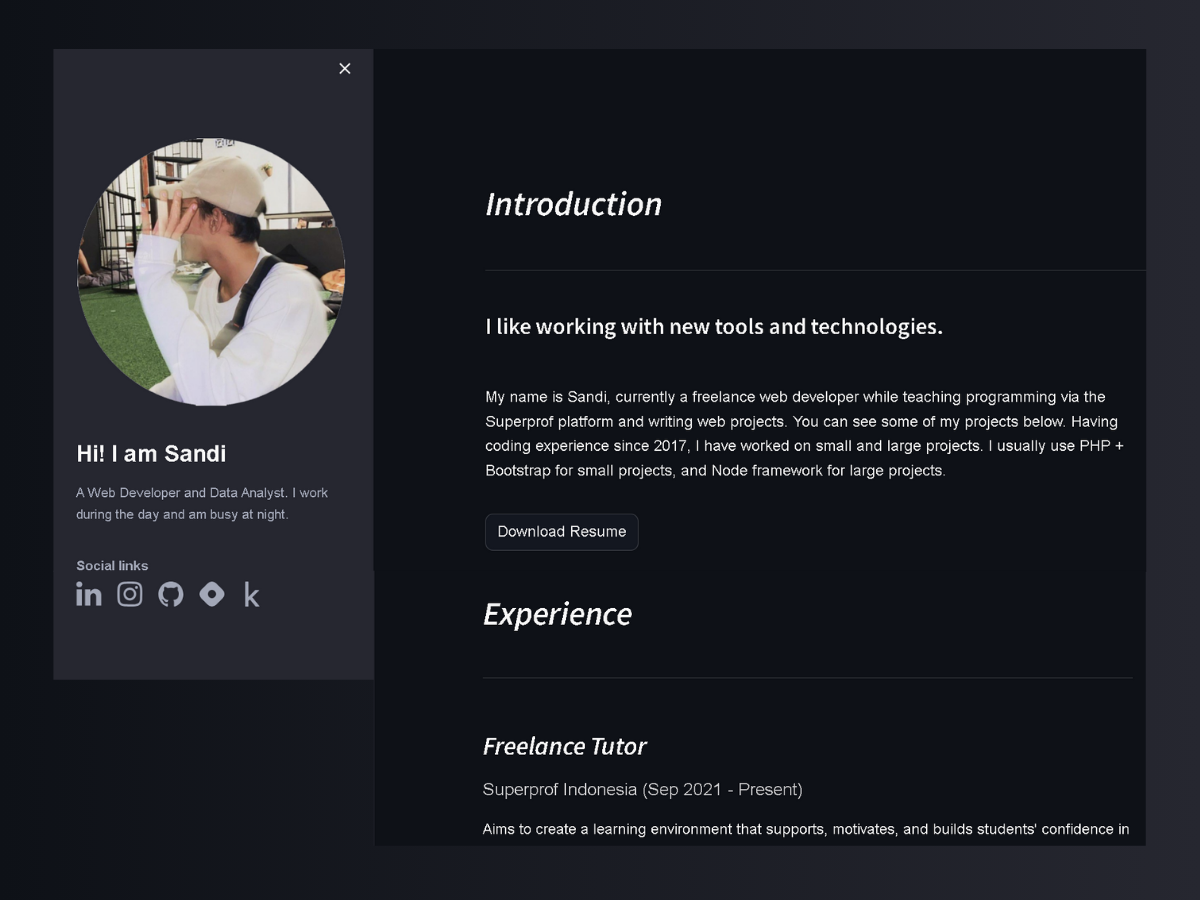 Hi! I am Sandi
A Web Developer and Data Analyst. I work
during the day and am busy at night.
Social links
in
k
Introduction
I like working with new tools and technologies.
My name is Sandi, currently a freelance web developer while teaching programming via the
Superprof platform and writing web projects. You can see some of my projects below. Having
coding experience since 2017, I have worked on small and large projects. I usually use PHP +
Bootstrap for small projects, and Node framework for large projects.
Download Resume
Experience
Freelance Tutor
Superprof Indonesia (Sep 2021 - Present)
Aims to create a learning environment that supports, motivates, and builds students' confidence in